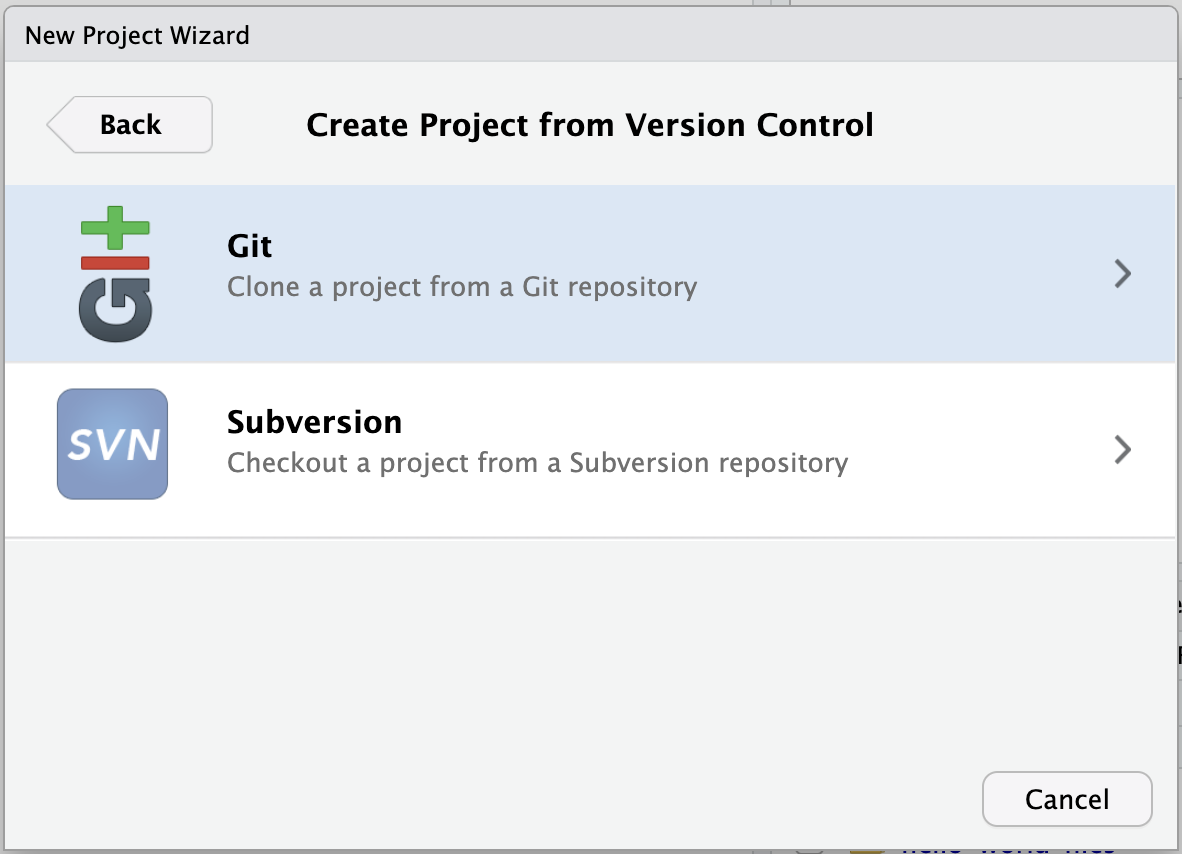 New Project Wizard
Back
Create Project from Version Control
Git
Git
Clone a project from a Git repository
SVN
Subversion
Checkout a project from a Subversion repository
Cancel